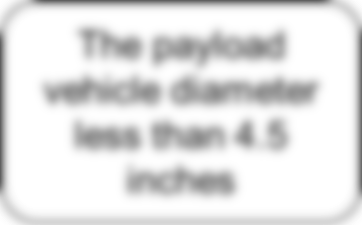 The payload
vehicle diameter
less than 4.5
inches